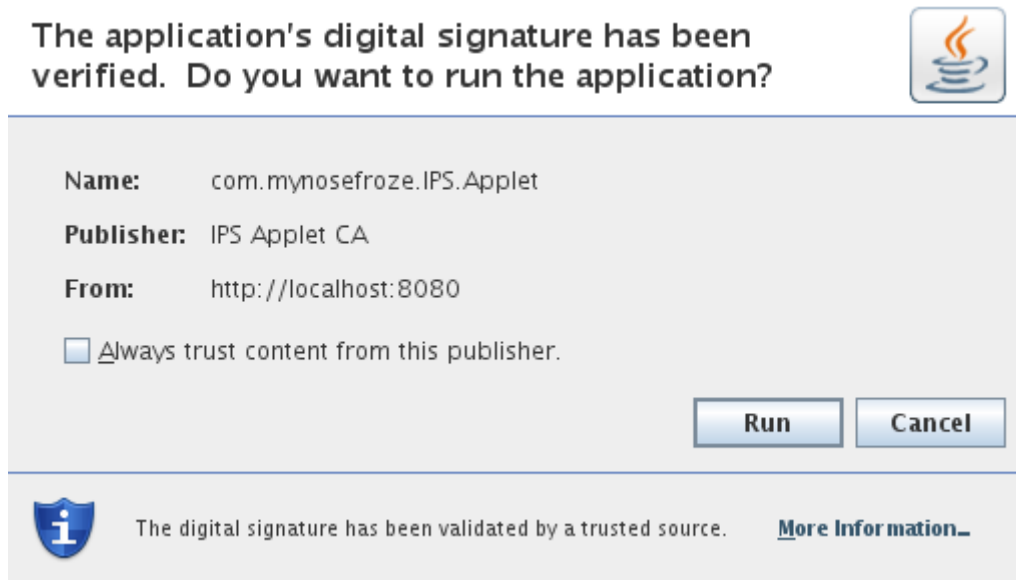 The application's digital signature has been
verified. Do you want to run the application?
Name: com.mynosefroze.IPS.Applet
Publisher: IPS Applet CA
From: http://localhost:8080
Always trust content from this publisher.
Run Cancel
The digital signature has been validated by a trusted source. More Information...